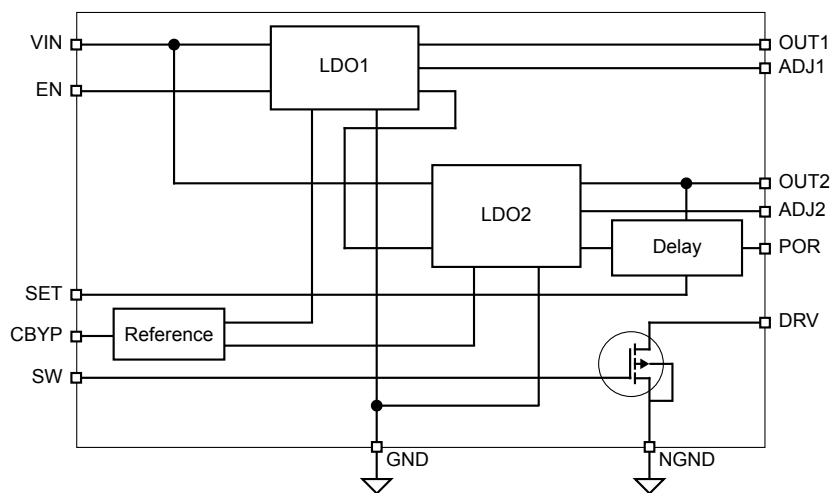 VIN
LDO1
OUT1
ADJ1
EN
OUT2
LDO2
ADJ2
Delay
POR
SET
CBYP
Reference
DRV
SW
GND
NGND